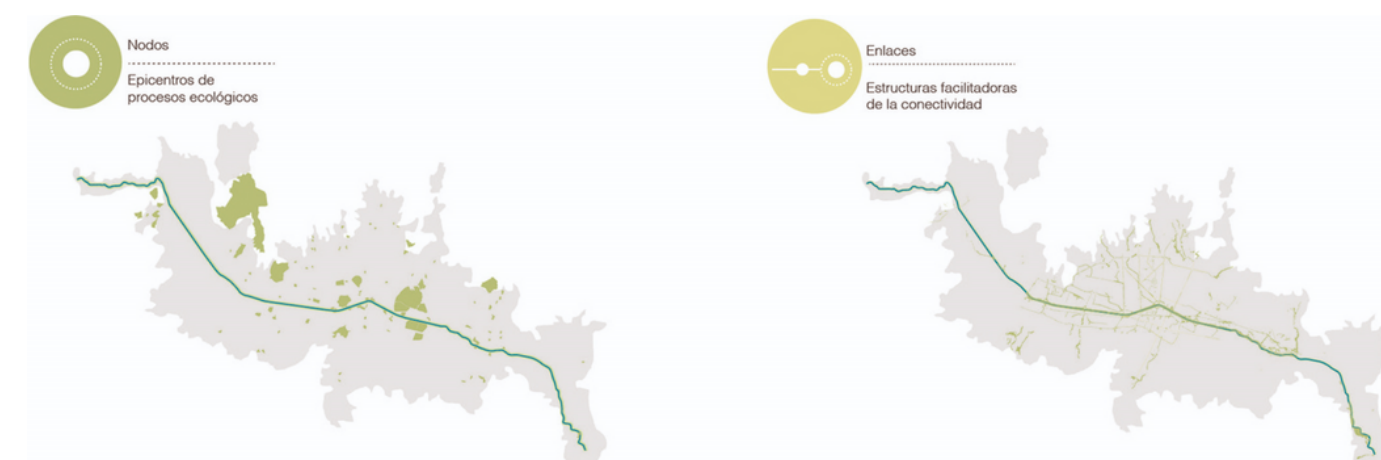 Nodos
Epicentros de
procesos ecológicos
Enlaces
Estructuras facilitadoras
de la conectividad